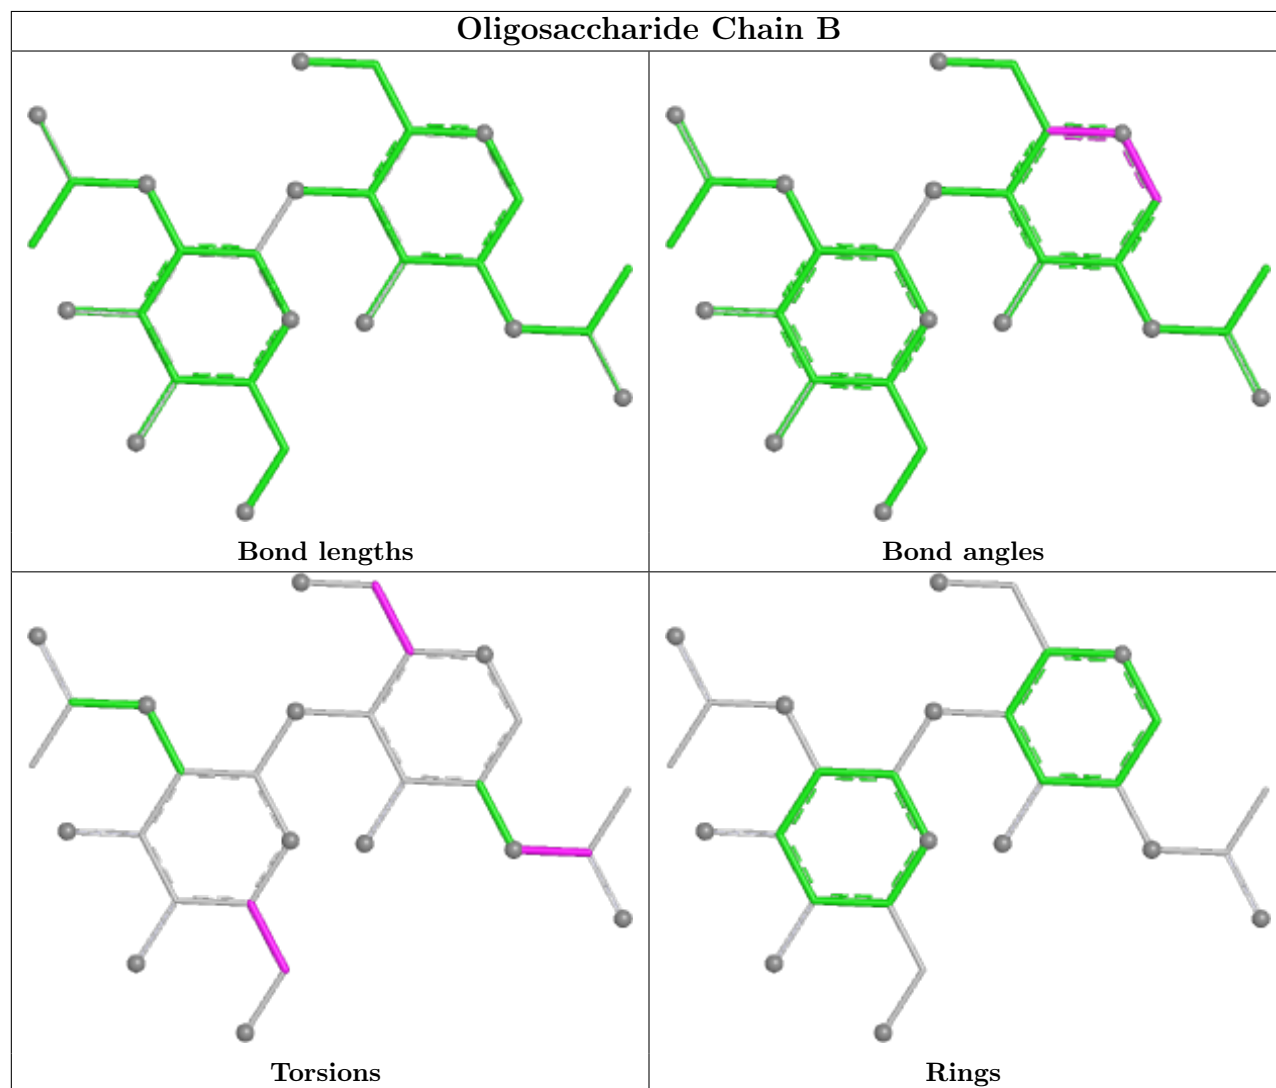 Oligosaccharide Chain B
Bond lengths
Bond angles
Torsions
Rings